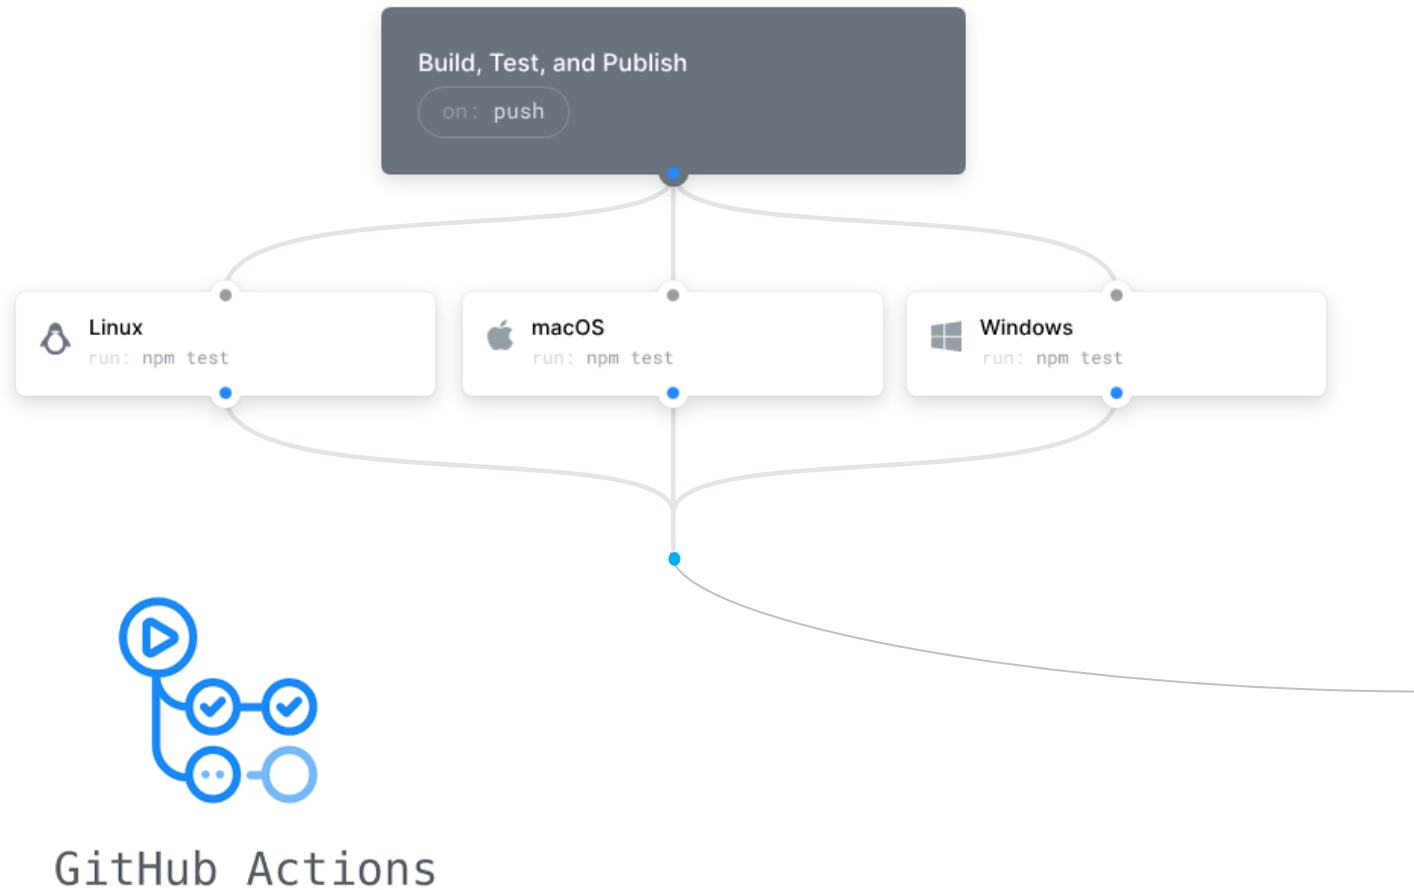 Build, Test, and Publish
on: push
Linux
run: npm test
macOS
run: npm test
Windows
run: npm test
GitHub Actions